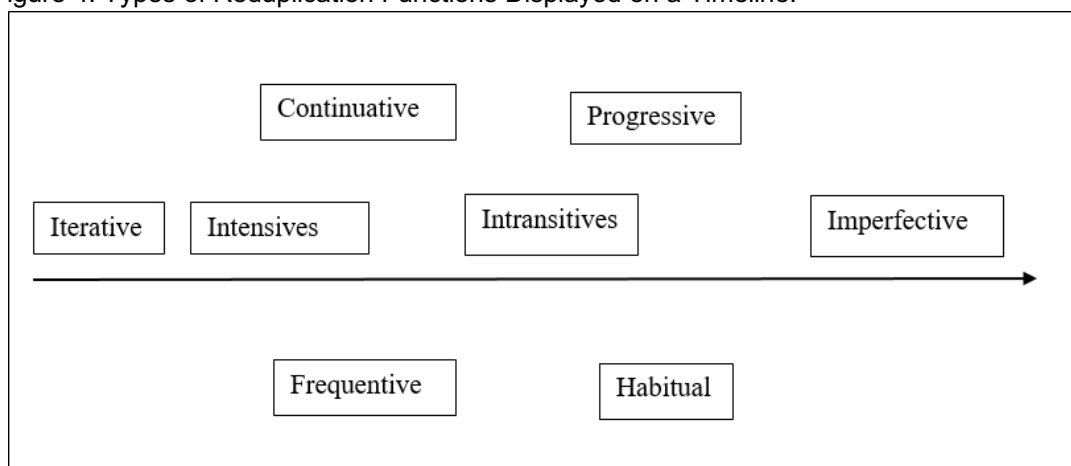 igure 4. Types of Reduplication Functions Displayed on a Timeline.
Continuative
Progressive
Iterative
Intensives
Intransitives
Imperfective
Frequentive
Habitual